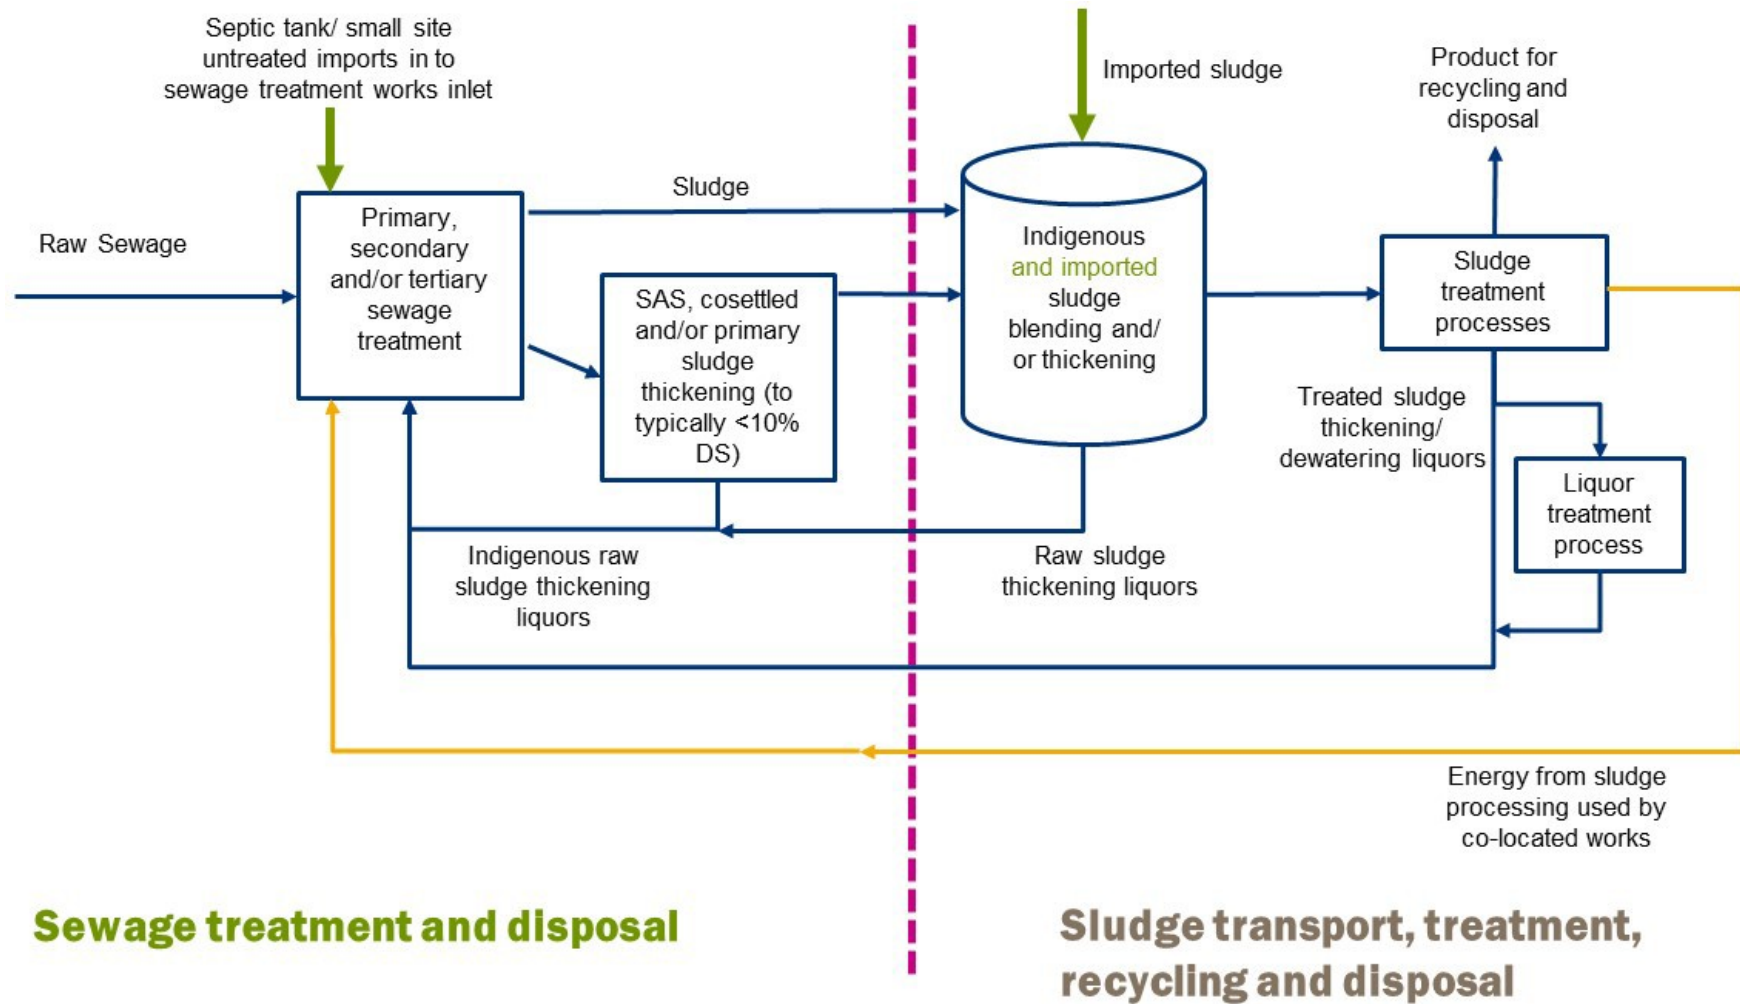 Septic tank/ small site
untreated imports in to
sewage treatment works inlet
Imported sludge
Product for
recycling and
disposal
Raw Sewage
Primary,
secondary
and/or tertiary
sewage
treatment
Sludge
SAS, cosettled
and/or primary
sludge
thickening (to
typically <10%
DS)
Indigenous
and imported
sludge
blending and/
or thickening
Sludge
treatment
processes
Treated sludge
thickening/
dewatering liquors
Liquor
treatment
process
Indigenous raw
sludge thickening
liquors
Raw sludge
thickening liquors
Energy from sludge
processing used by
co-located works
Sewage treatment and disposal
Sludge transport, treatment,
recycling and disposal